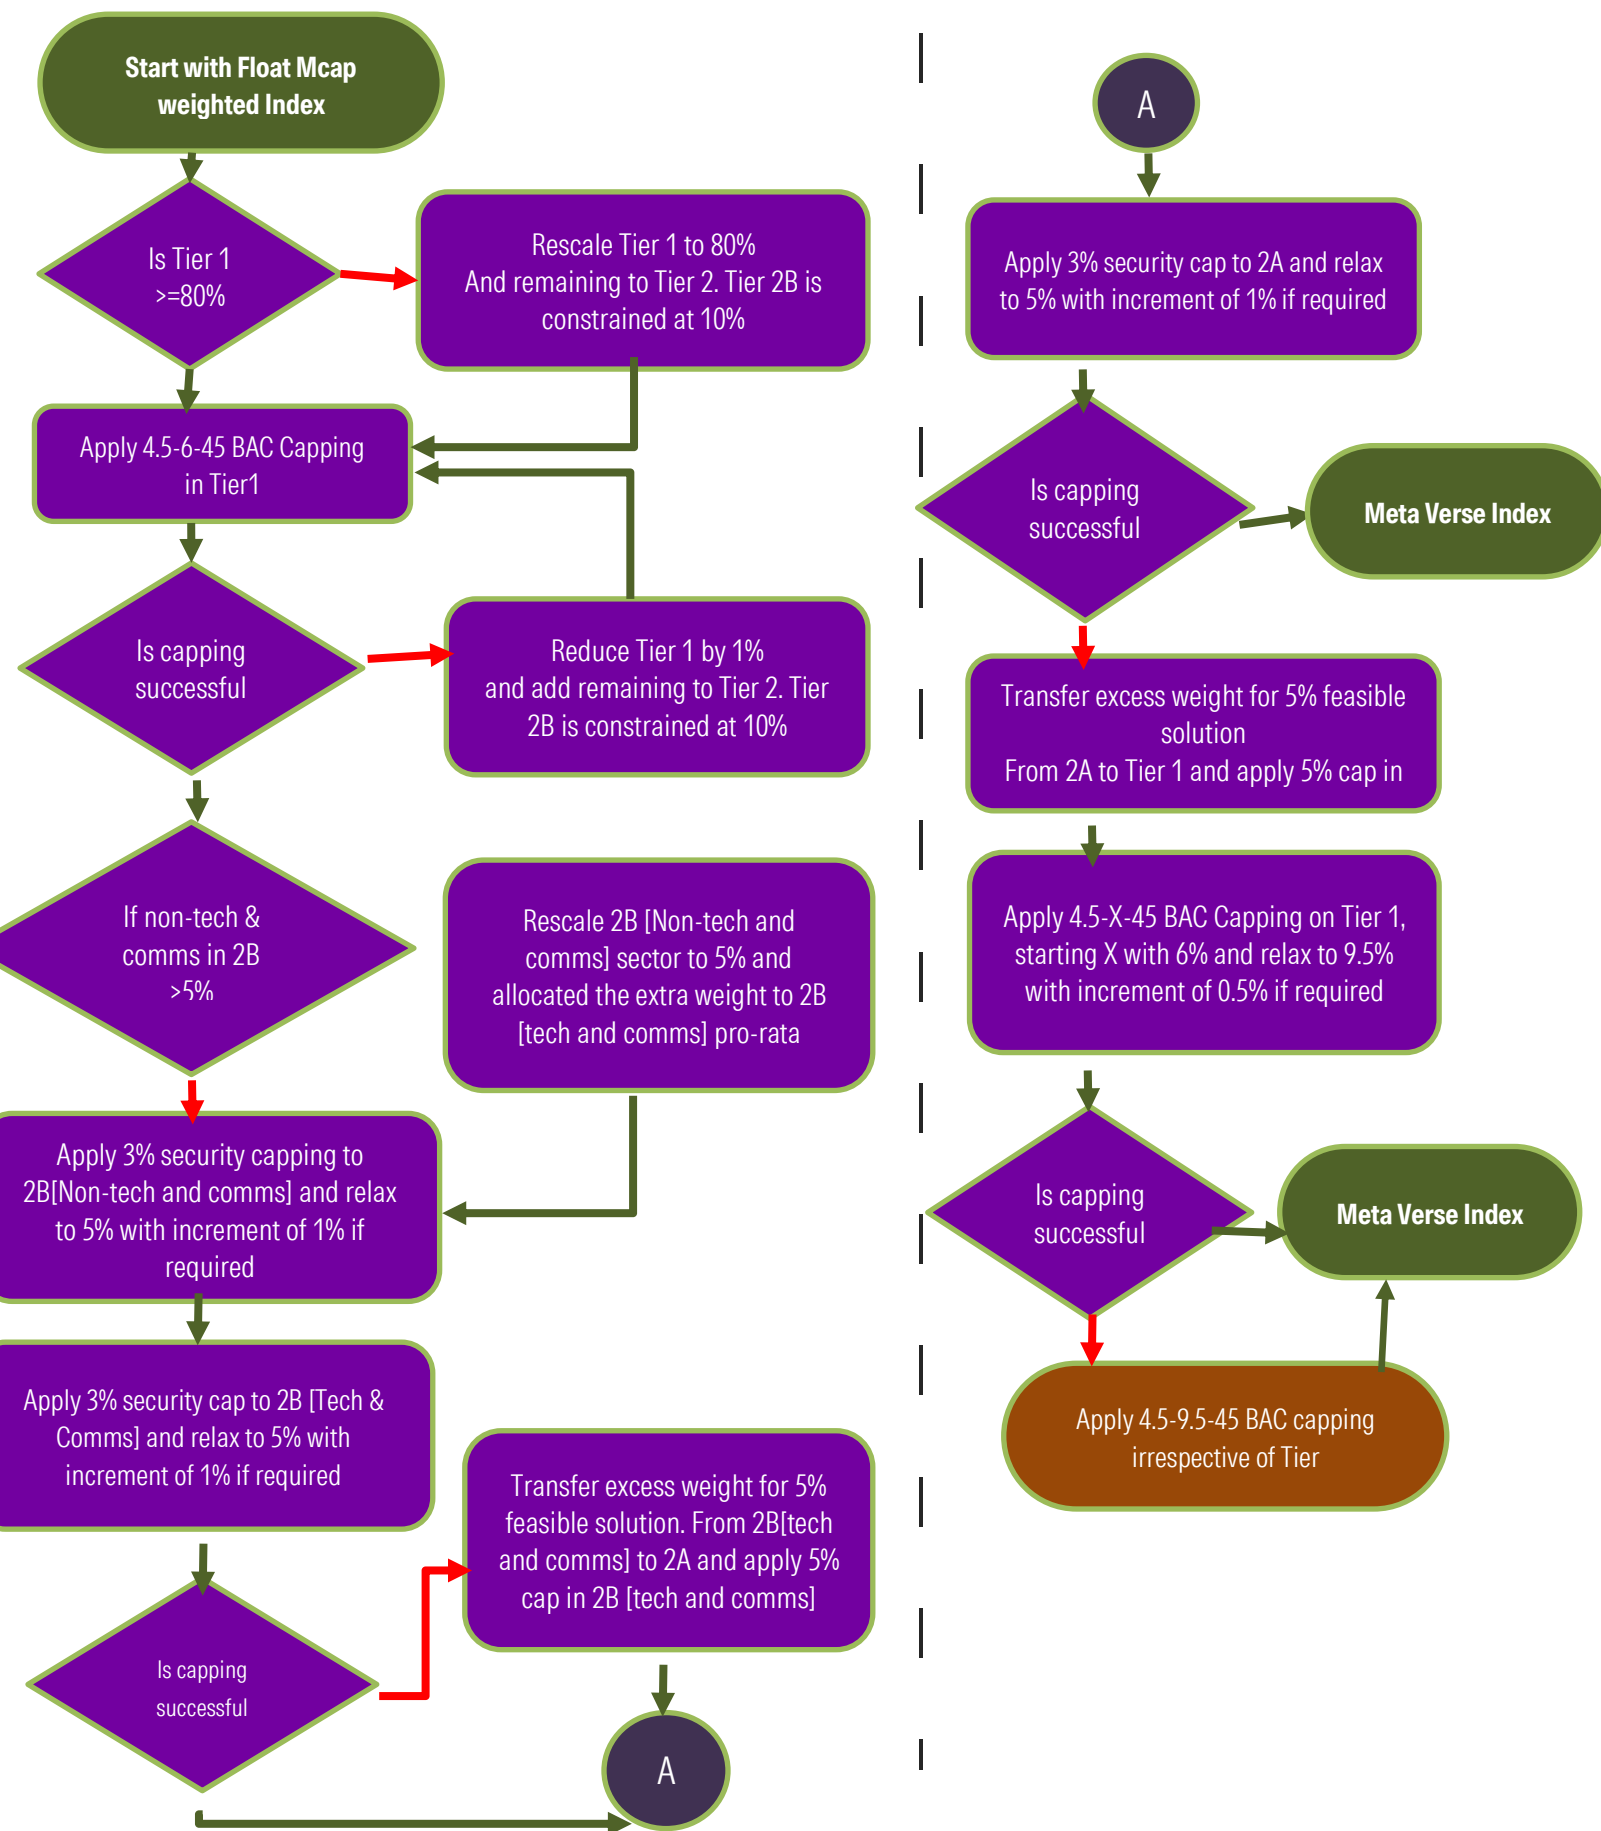 Start with Float Mcap
weighted Index
Is Tier 1
>=80%
Rescale Tier 1 to 80%
And remaining to Tier 2. Tier 2B is
constrained at 10%
Apply 4.5-6-45 BAC Capping
in Tier1
Is capping
successful
Reduce Tier 1 by 1%
and add remaining to Tier 2. Tier
2B is constrained at 10%
If non-tech &
comms in 2B
>5%
Rescale 2B [Non-tech and
comms] sector to 5% and
allocated the extra weight to 2B
[tech and comms] pro-rata
Apply 3% security capping to
2B[Non-tech and comms] and relax
to 5% with increment of 1% if
required
Apply 3% security cap to 2B [Tech &
Comms] and relax to 5% with
increment of 1% if required
Transfer excess weight for 5%
feasible solution. From 2B[tech
and comms] to 2A and apply 5%
cap in 2B [tech and comms]
Is capping
successful
A
A
Apply 3% security cap to 2A and relax
to 5% with increment of 1% if required
Is capping
successful
Meta Verse Index
Transfer excess weight for 5% feasible
solution
From 2A to Tier 1 and apply 5% cap in
Apply 4.5-X-45 BAC Capping on Tier 1,
starting X with 6% and relax to 9.5%
with increment of 0.5% if required
Is capping
successful
Meta Verse Index
Apply 4.5-9.5-45 BAC capping
irrespective of Tier